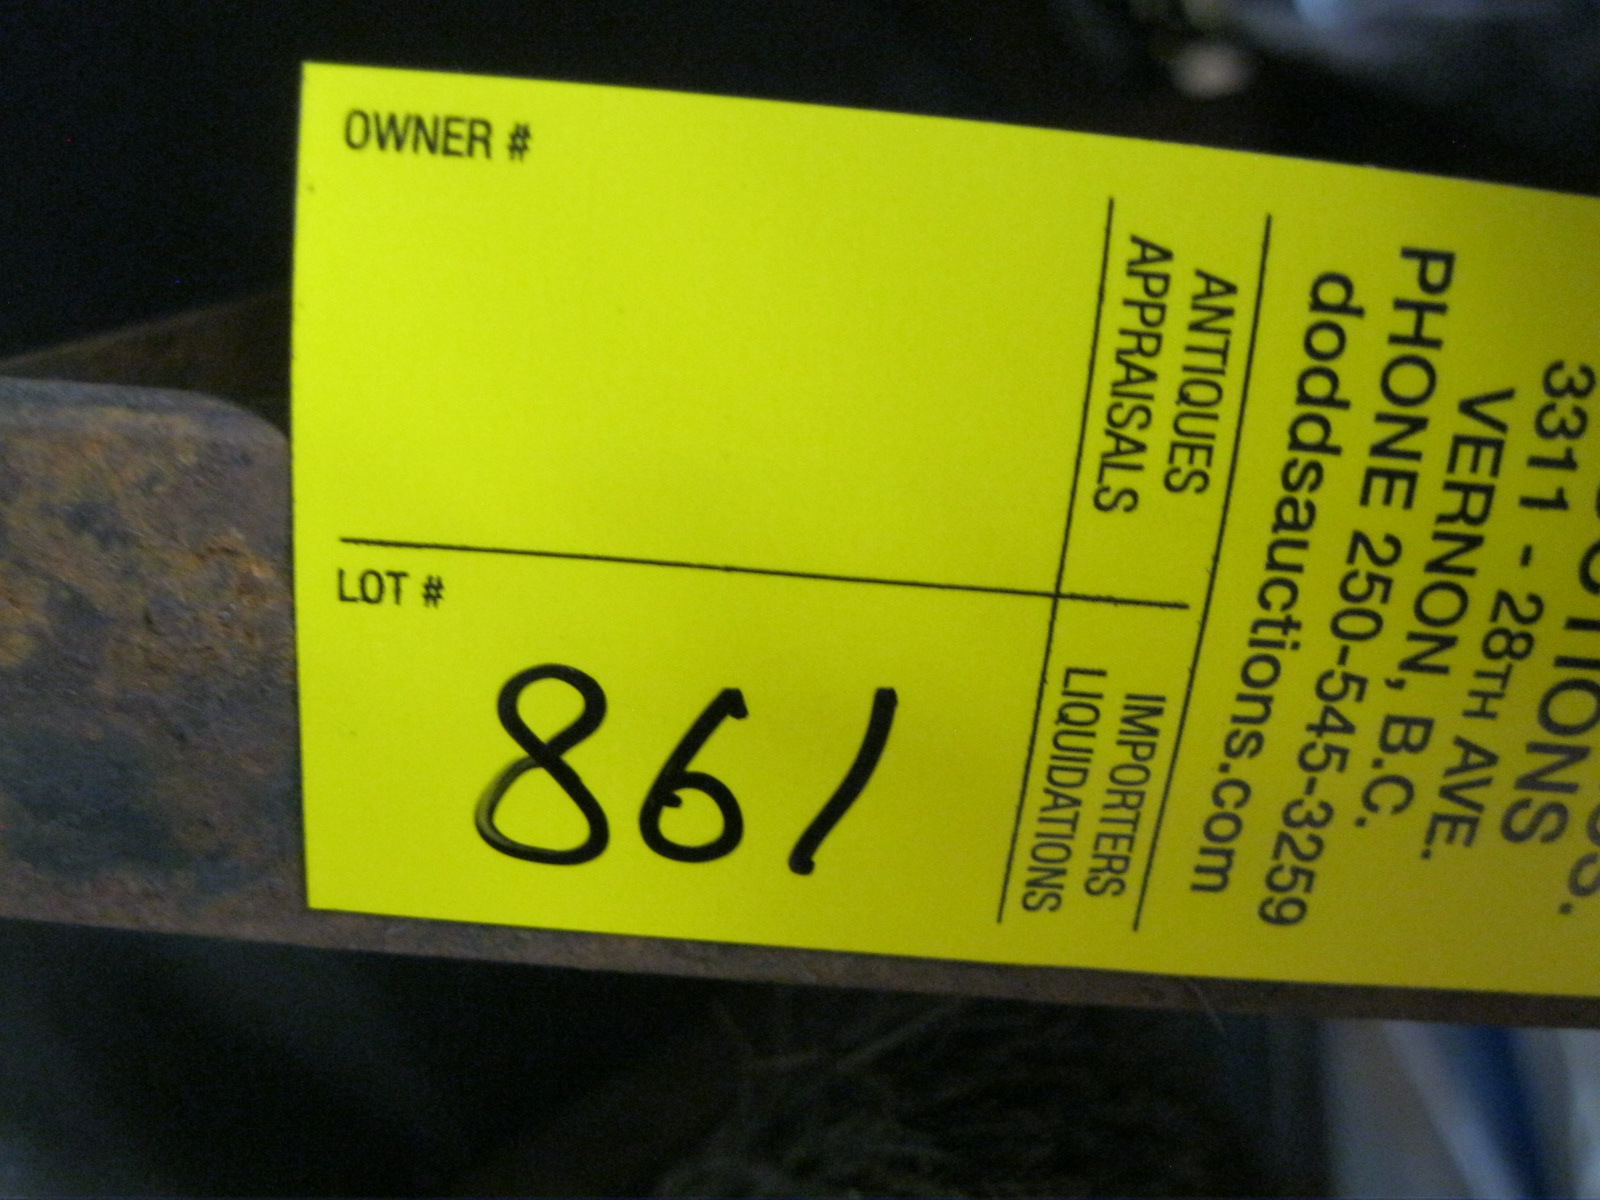 OWNER #
LOT #
861
3311 - 28TH AVE.
VERNON, B.C.
PHONE 250-545-3259
doddsauctions.com
ANTIQUES
APPRAISALS
IMPORTERS
LIQUIDATIONS